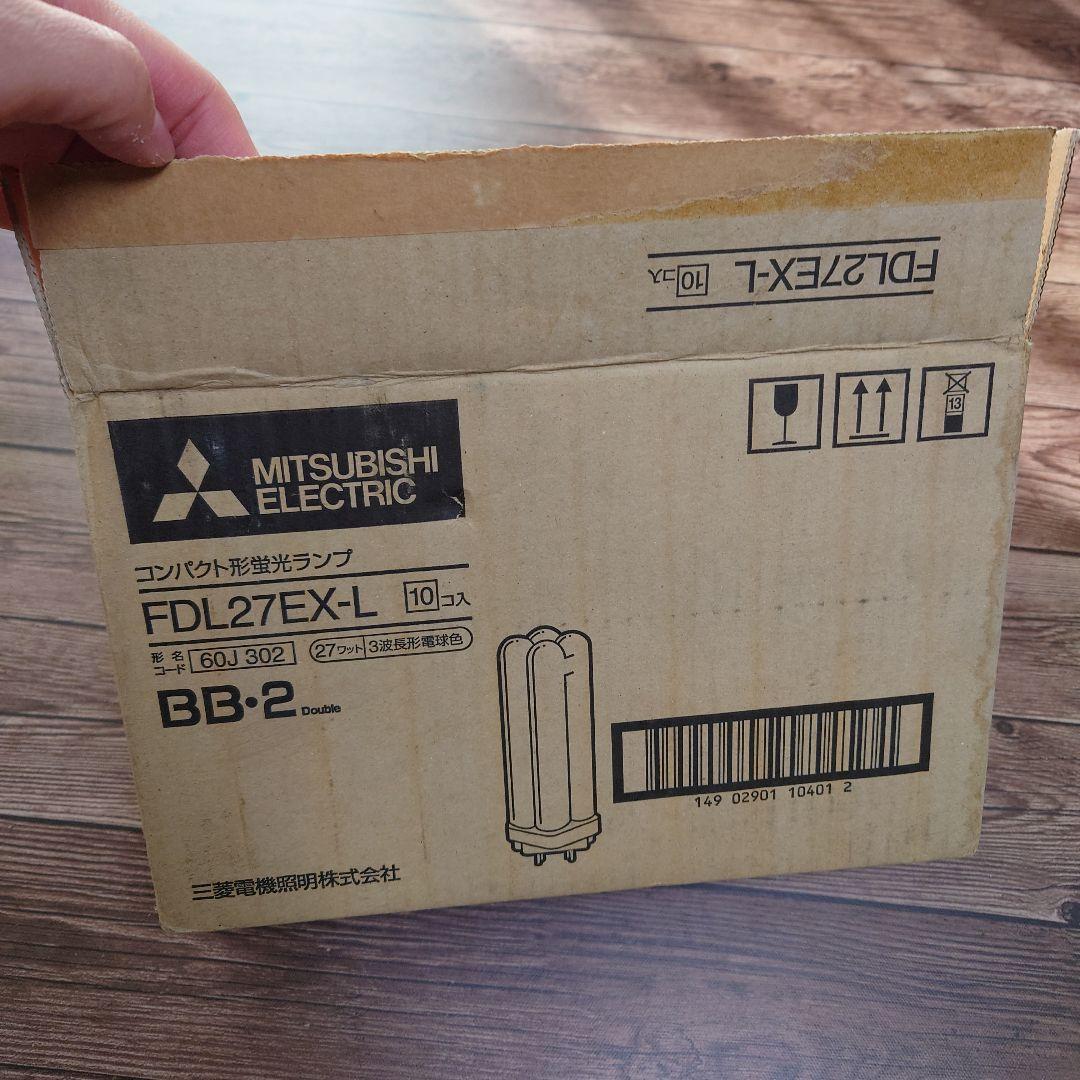 FDL27EX-L 10コ入
MITSUBISHI
ELECTRIC
13
コンパクト形蛍光ランプ
FDL27EX-L 10コ入
形名コード 60J 302 27ワット 3波長形電球色
BB・2 Double
149 02901 10401 2
三菱電機照明株式会社